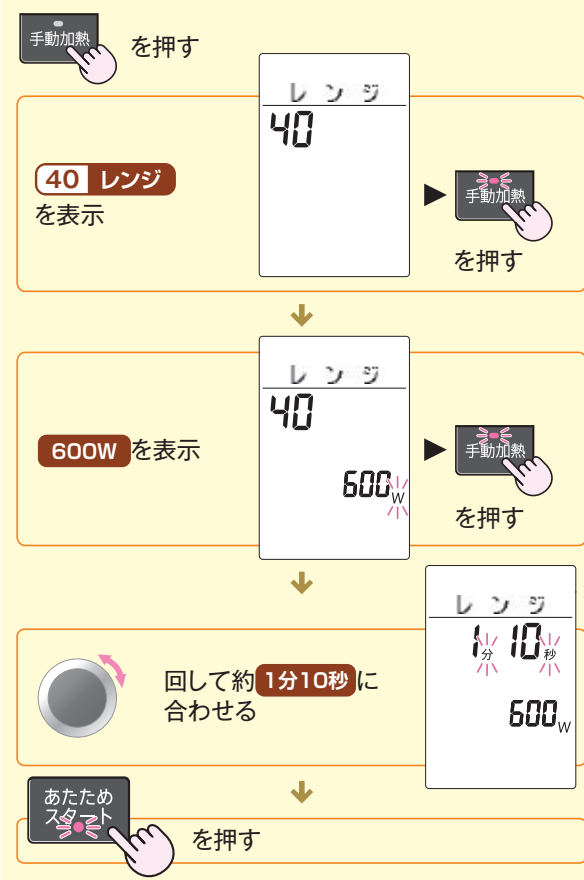 手動加熱
を押す
レンジ
40
40 レンジ
を表示
手動加熱
を押す
レンジ
40
600W
600W を表示
手動加熱
を押す
レンジ
1分10秒
600W
回して約 1分10秒 に
合わせる
あたため
スタート
を押す